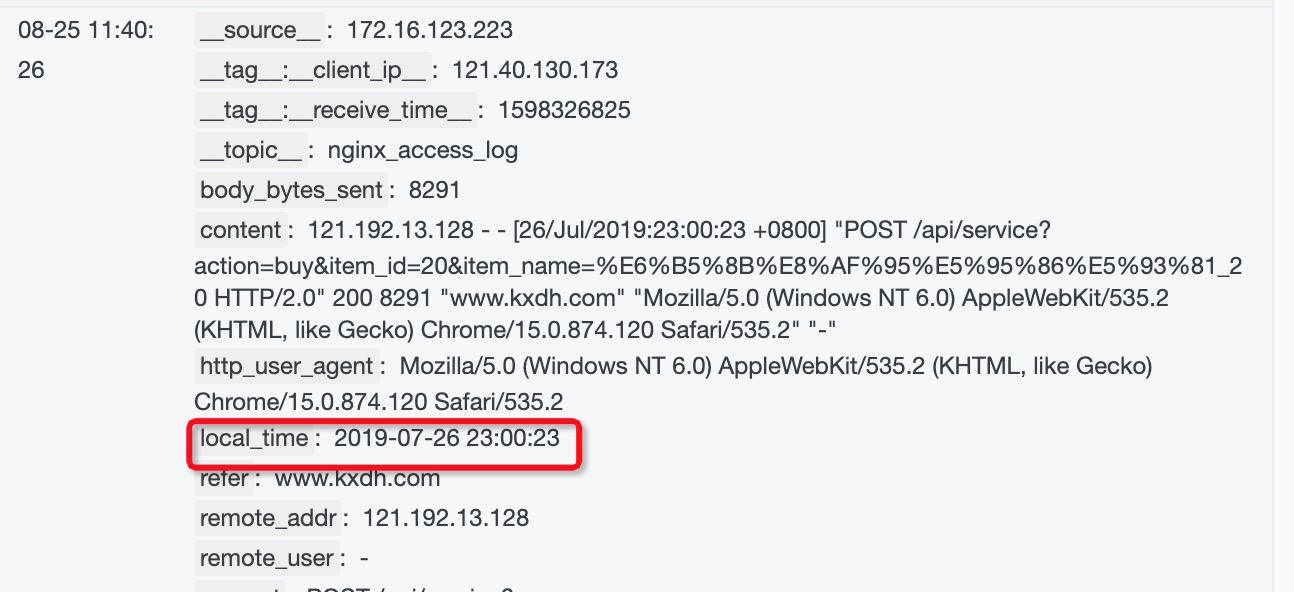 08-25 11:40:
26
__source__ : 172.16.123.223
__tag__:__client_ip__ : 121.40.130.173
__tag__:__receive_time__ : 1598326825
__topic__ : nginx_access_log
body_bytes_sent : 8291
content : 121.192.13.128 - - [26/Jul/2019:23:00:23 +0800] "POST /api/service?
action=buy&item_id=20&item_name=%E6%B5%8B%E8%AF%95%E5%95%86%E5%93%81_2
0 HTTP/2.0" 200 8291 "www.kxdh.com" "Mozilla/5.0 (Windows NT 6.0) AppleWebKit/535.2
(KHTML, like Gecko) Chrome/15.0.874.120 Safari/535.2" "-"
http_user_agent : Mozilla/5.0 (Windows NT 6.0) AppleWebKit/535.2 (KHTML, like Gecko)
Chrome/15.0.874.120 Safari/535.2
local_time : 2019-07-26 23:00:23
refer : www.kxdh.com
remote_addr : 121.192.13.128
remote_user : -